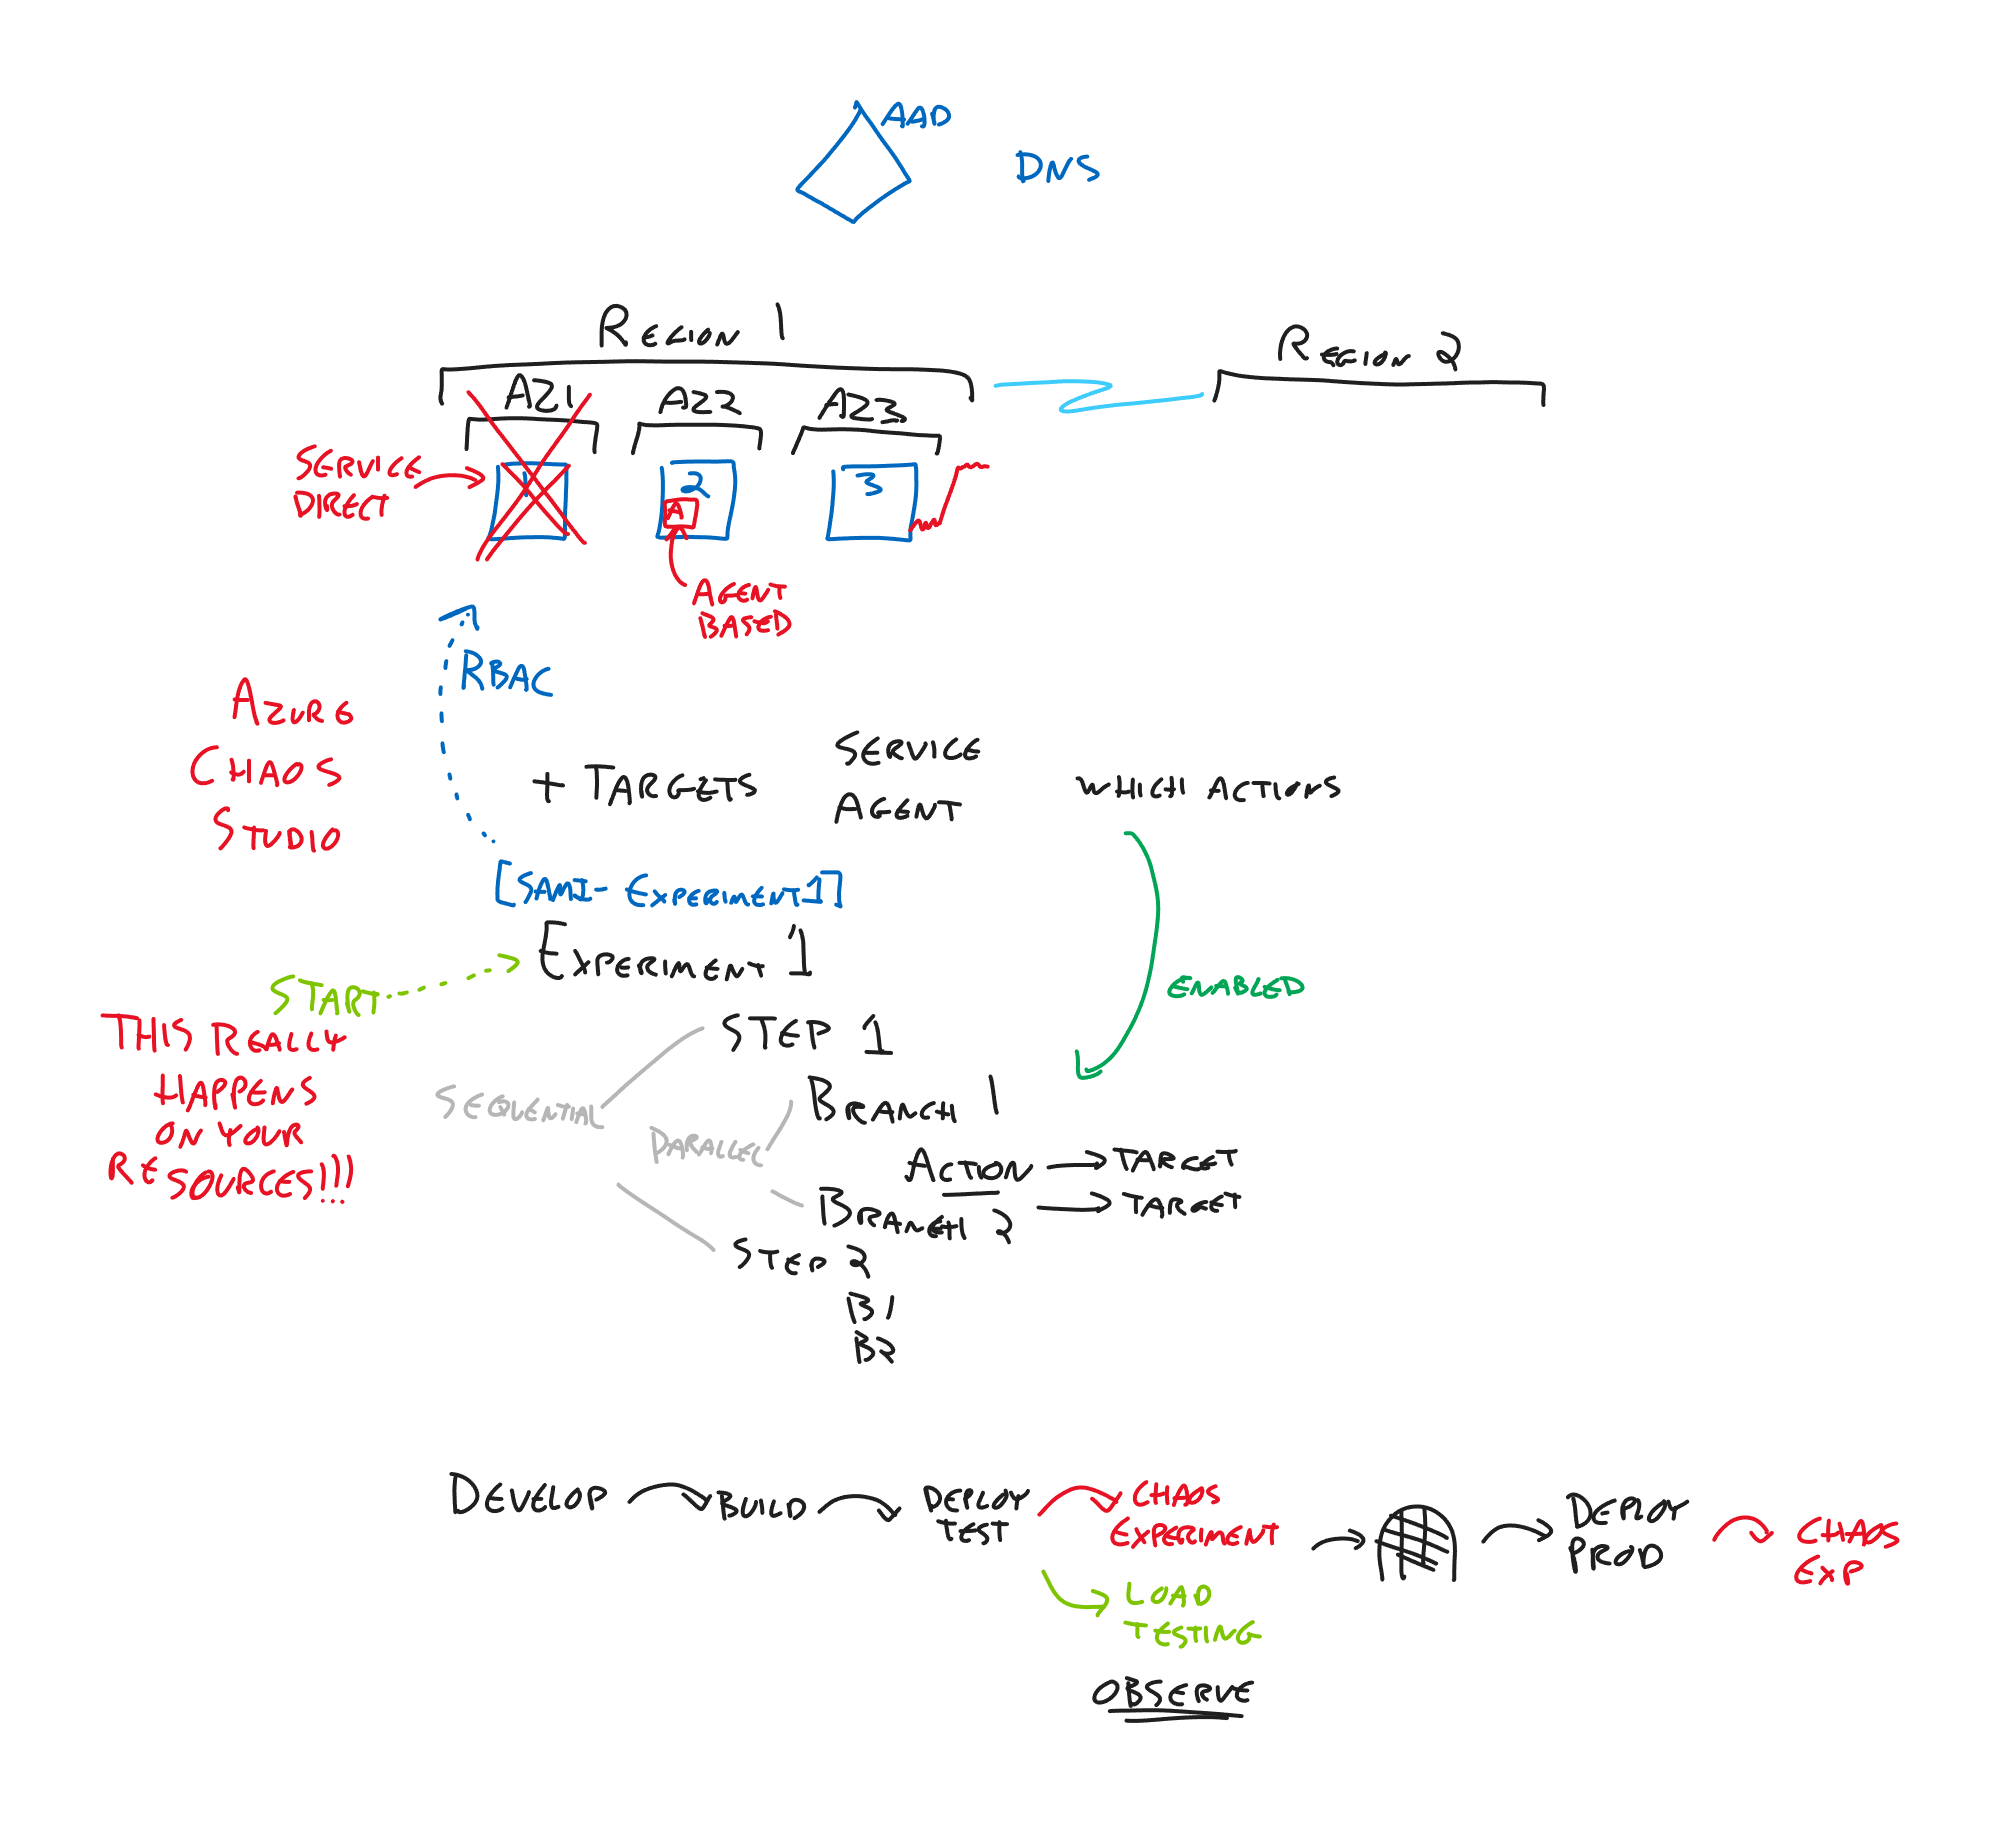 AAD
DNS
REGION 1
REGION 2
AZ1
AZ2
AZ3
SERVICE
DIRECT
1
2
3
A
AGENT
BASED
RBAC
AZURE
CHAOS
STUDIO
+ TARGETS
SERVICE
AGENT
WHICH ACTIONS
[SAMI- EXPERIMENT1]
EXPERIMENT 1
ENABLED
START
THIS REALLY
HAPPENS
ON YOUR
RESOURCES!!!
STEP 1
SEQUENTIAL
BRANCH 1
PARALLEL
ACTION
TARGET
BRANCH 2
TARGET
STEP 2
B1
B2
DEVELOP
BUILD
DEPLOY
TEST
CHAOS
EXPERIMENT
DEPLOY
PROD
CHAOS
EXP
LOAD
TESTING
OBSERVE